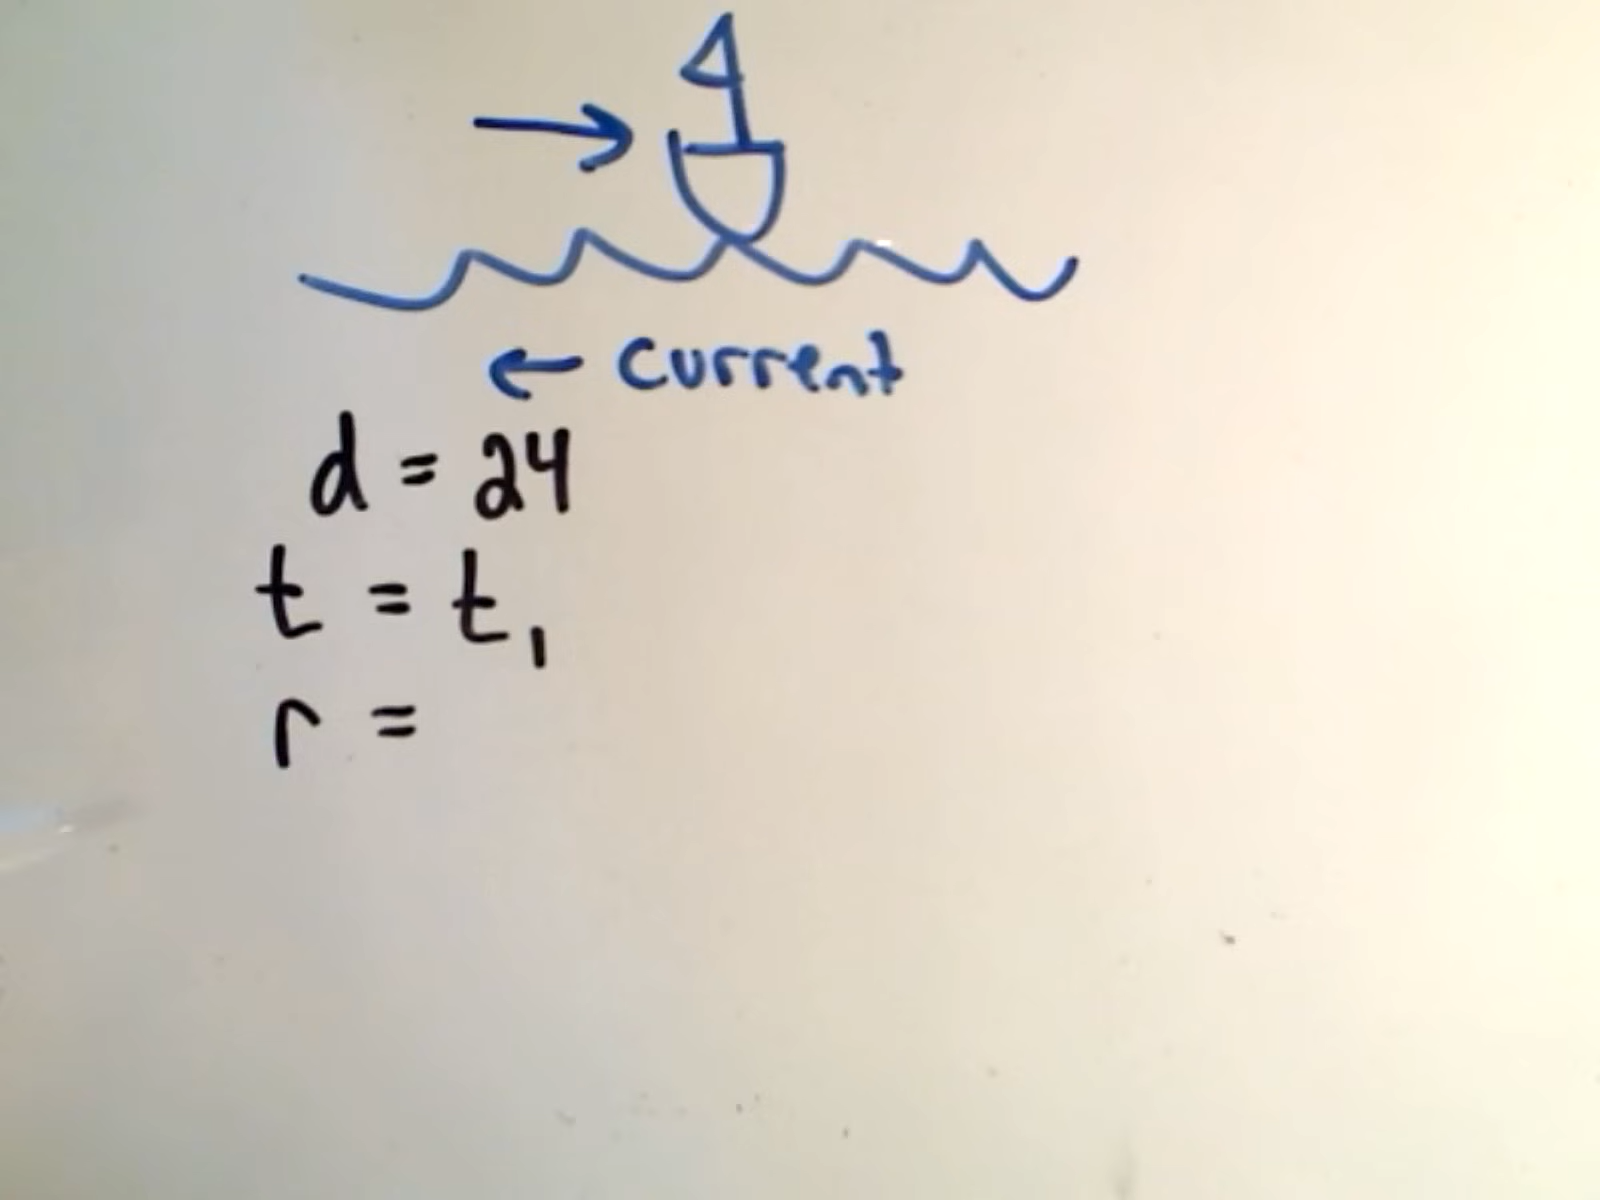 ← Current
d = 24
t = t₁
r =